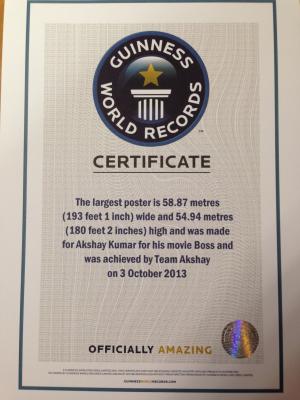 GUINNESS
WORLD RECORDS
TM
CERTIFICATE
The largest poster is 58.87 metres
(193 feet 1 inch) wide and 54.94 metres
(180 feet 2 inches) high and was made
for Akshay Kumar for his movie Boss and
was achieved by Team Akshay
on 3 October 2013
OFFICIALLY AMAZING
GUINNESSWORLDRECORDS.COM